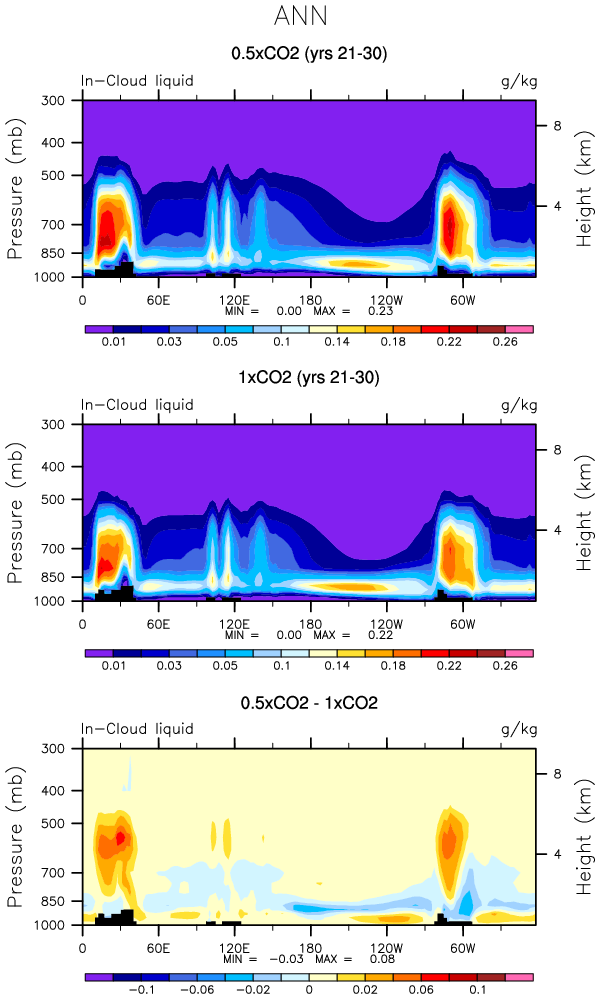 ANN
0.5xCO2 (yrs 21-30)
In-Cloud liquid g/kg
300
400
500
700
850
1000
Pressure (mb)
8
4
Height (km)
0 60E 120E 180 120W 60W
MIN = 0.00 MAX = 0.23
0.01 0.03 0.05 0.1 0.14 0.18 0.22 0.26
1xCO2 (yrs 21-30)
In-Cloud liquid g/kg
300
400
500
700
850
1000
Pressure (mb)
8
4
Height (km)
0 60E 120E 180 120W 60W
MIN = 0.00 MAX = 0.22
0.01 0.03 0.05 0.1 0.14 0.18 0.22 0.26
0.5xCO2 - 1xCO2
In-Cloud liquid g/kg
300
400
500
700
850
1000
Pressure (mb)
8
4
Height (km)
0 60E 120E 180 120W 60W
MIN = -0.03 MAX = 0.08
-0.1 -0.06 -0.02 0 0.02 0.06 0.1